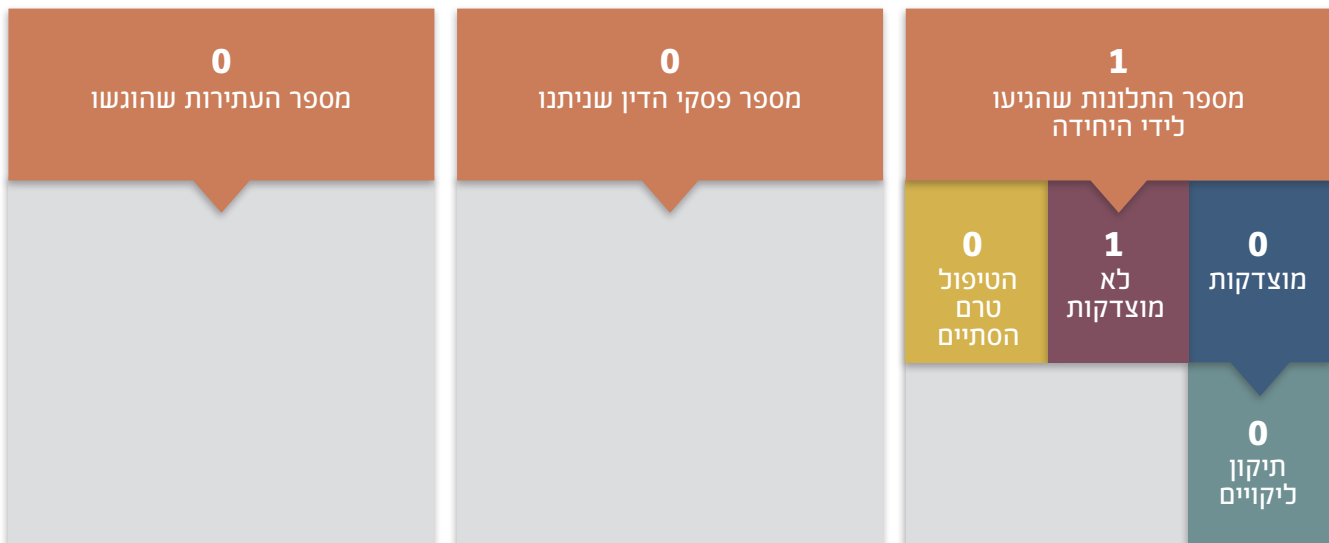 1
מספר התלונות שהגיעו
לידי היחידה
0
מוצדקות
1
לא
מוצדקות
0
הטיפול
טרם
הסתיים
0
תיקון
ליקויים
0
מספר פסקי הדין שניתנו
0
מספר העתירות שהוגשו